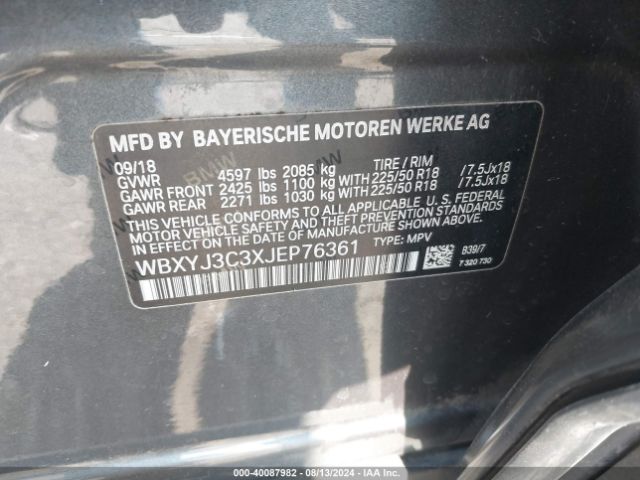 MFD BY BAYERISCHE MOTOREN WERKE AG
09/18 TIRE / RIM
GVWR 4597 lbs 2085 kg
GAWR FRONT 2425 lbs 1100 kg WITH 225/50 R18 /7.5Jx18
GAWR REAR 2271 lbs 1030 kg WITH 225/50 R18 /7.5Jx18
THIS VEHICLE CONFORMS TO ALL APPLICABLE U. S. FEDERAL
MOTOR VEHICLE SAFETY AND THEFT PREVENTION STANDARDS
IN EFFECT ON THE DATE OF MANUFACTURE SHOWN ABOVE.
WBXYJ3C3XJEP76361 TYPE: MPV
B39/7
T 320 730
000-40087982 - 08/13/2024 - IAA Inc.